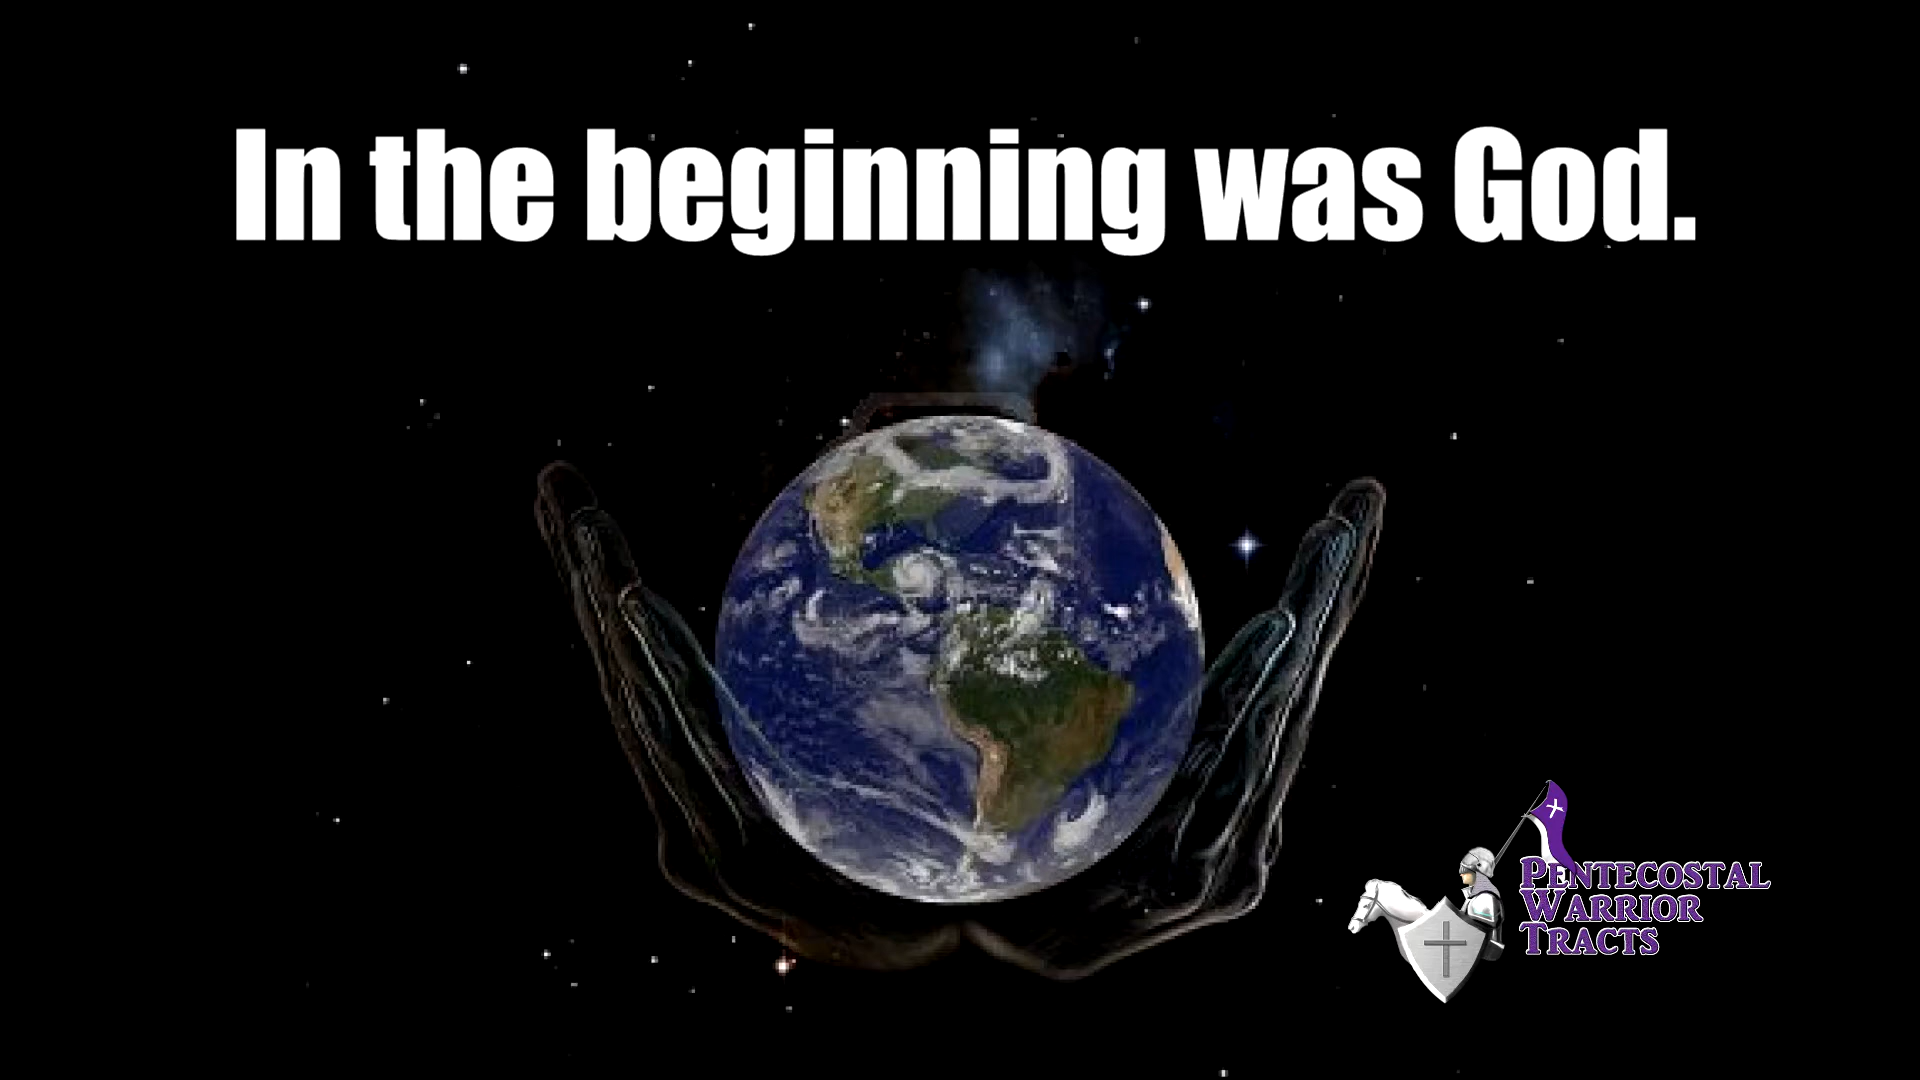 In the beginning was God.
Pentecostal
Warrior
Tracts